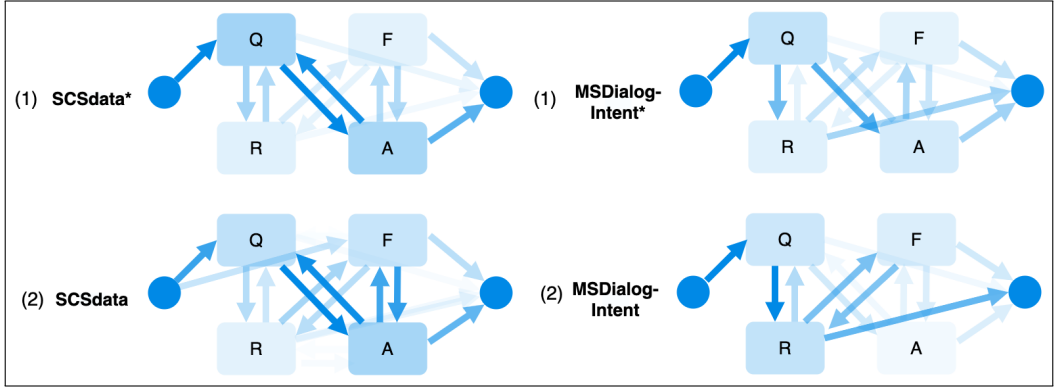 Q F
(1) SCSdata*
R A
Q F
(1) MSDialog-
Intent*
R A
Q F
(2) SCSdata
R A
Q F
(2) MSDialog-
Intent
R A